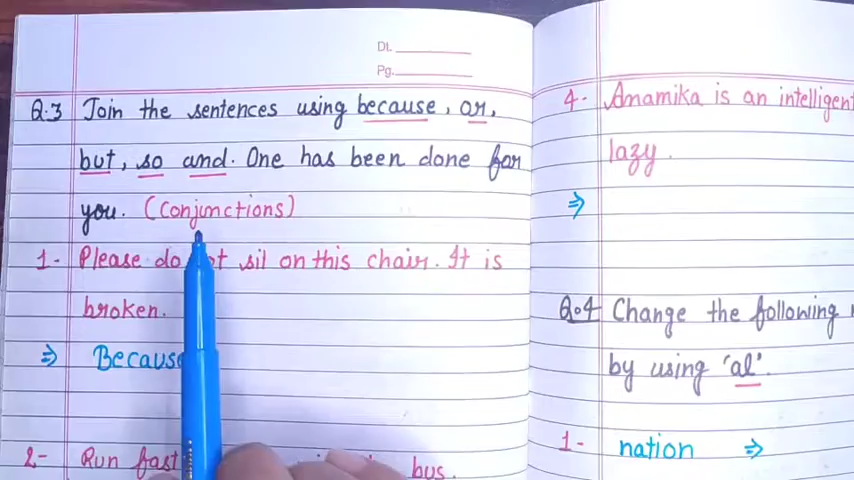 Dt.
Pg.
Q.3 Join the sentences using because, or,
but, so and. One has been done for
you. (Conjunctions)
1- Please do sil on this chair. It is
broken.
⇒ Because
2- Run fast bus.
4- Anamika is an intelligent
lazy.
⇒
Q.4 Change the following
by using 'al'.
1- nation ⇒